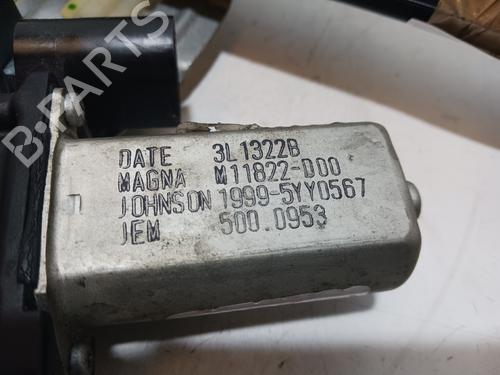 DATE 3L1322B
MAGNA M11822-D00
JOHNSON 1999-5YY0567
JEM 500.0953
B-PARTS